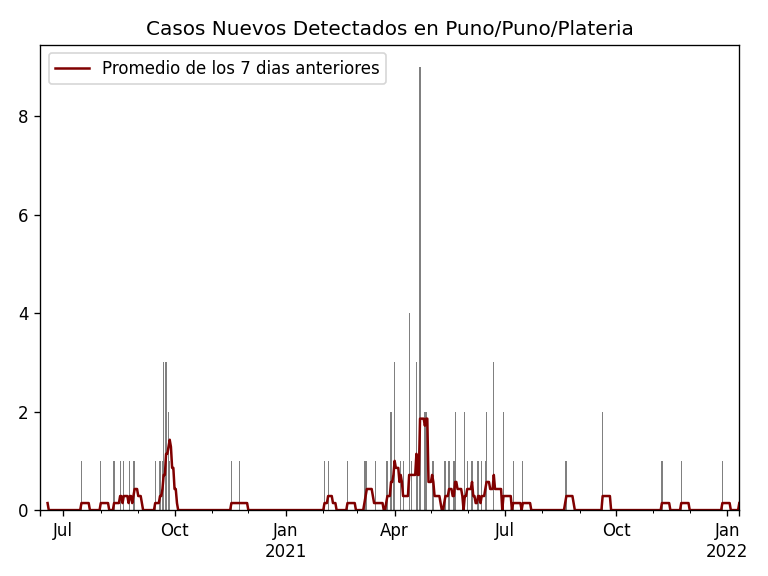 Casos Nuevos Detectados en Puno/Puno/Plateria
Promedio de los 7 dias anteriores
8
6
4
2
0
Jul
Oct
Jan
2021
Apr
Jul
Oct
Jan
2022